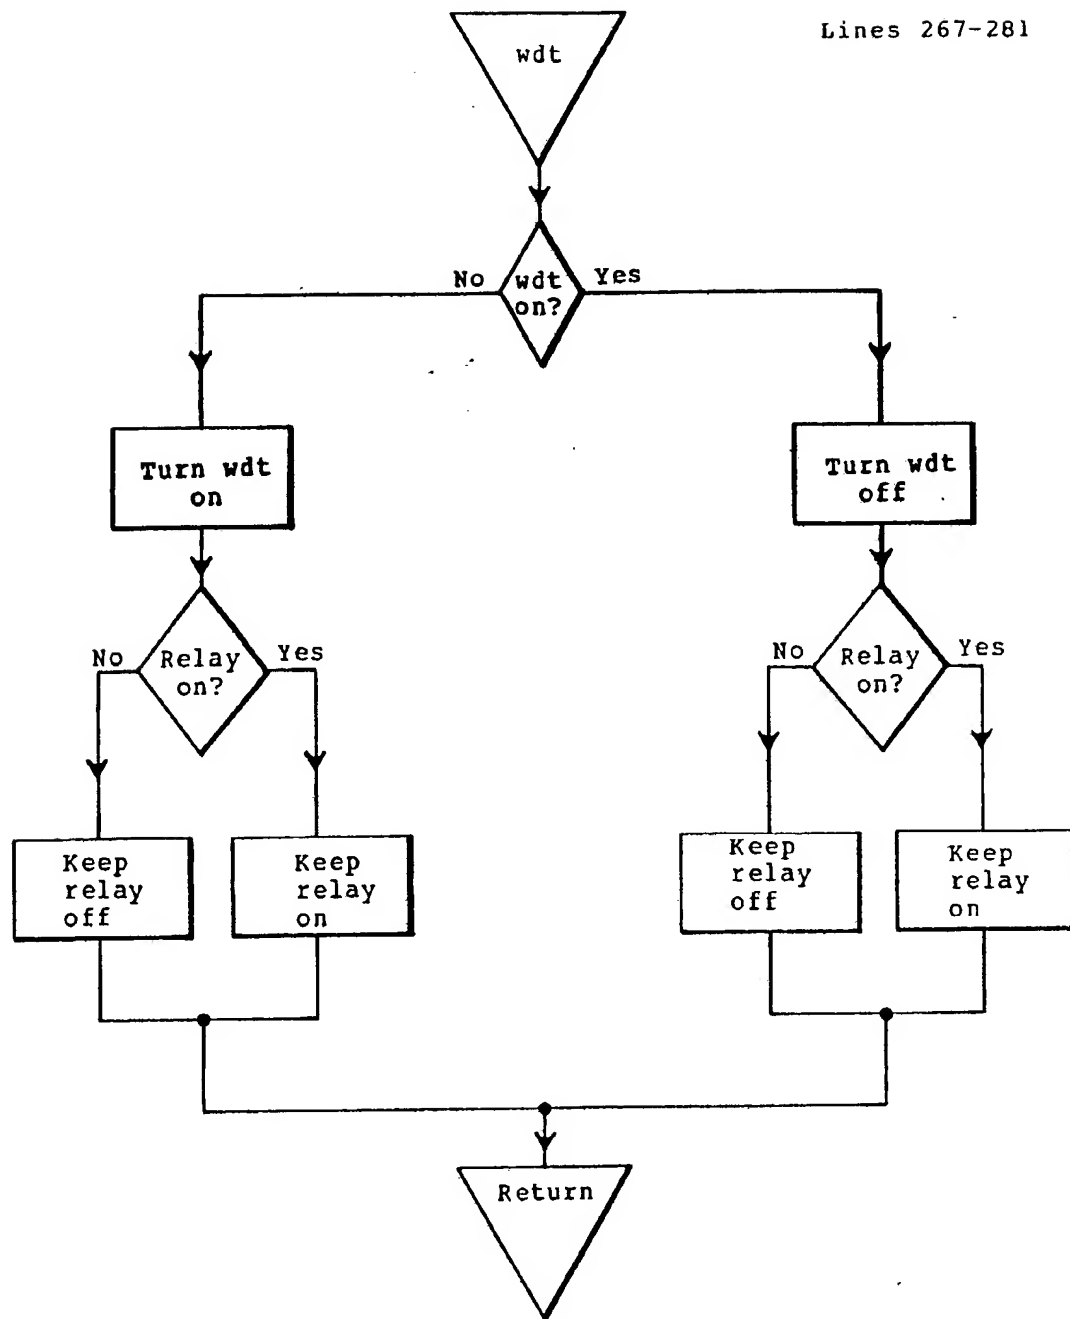 Lines 267-281
wdt
No
wdt
on?
Yes
Turn wdt
on
Turn wdt
off
No
Relay
on?
Yes
No
Relay
on?
Yes
Keep
relay
off
Keep
relay
on
Keep
relay
off
Keep
relay
on
Return